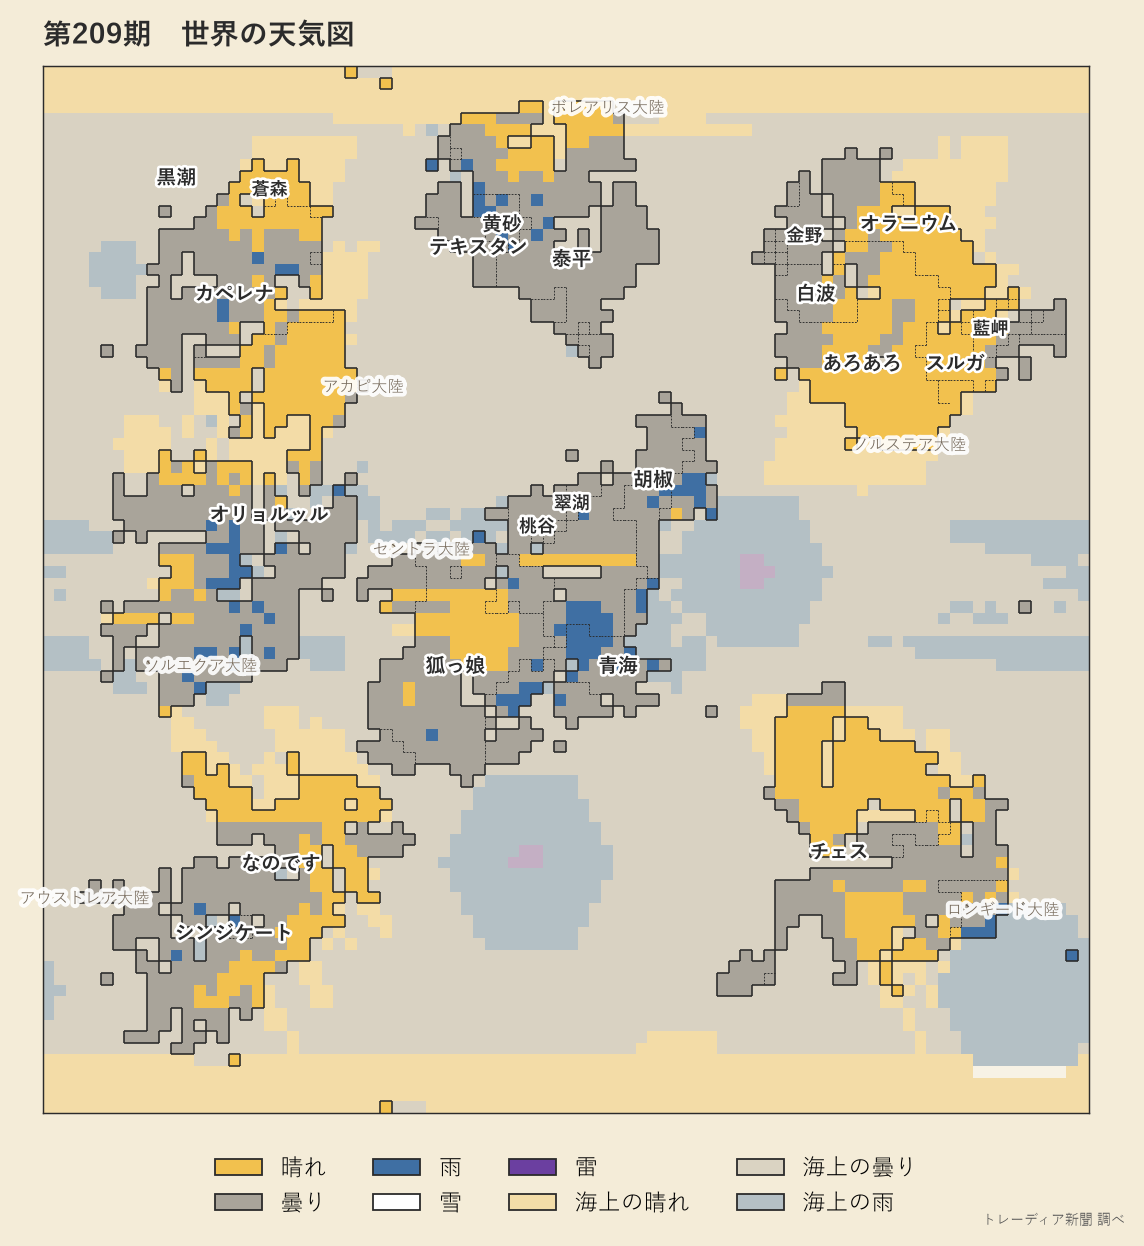 第209期　世界の天気図
ボレアリス大陸
黒潮
蒼森
黄砂
テキスタン
泰平
オラニウム
金野
カペレナ
白波
藍岬
あろあろ
スルガ
アカビ大陸
ノルステア大陸
胡椒
翠湖
オリョルッル
桃谷
セントラ大陸
ソルエクア大陸
狐っ娘
青海
チェス
なのです
アウストレア大陸
ロンギード大陸
シンジケート
晴れ
雨
雷
海上の曇り
曇り
雪
海上の晴れ
海上の雨
トレーディア新聞 調べ